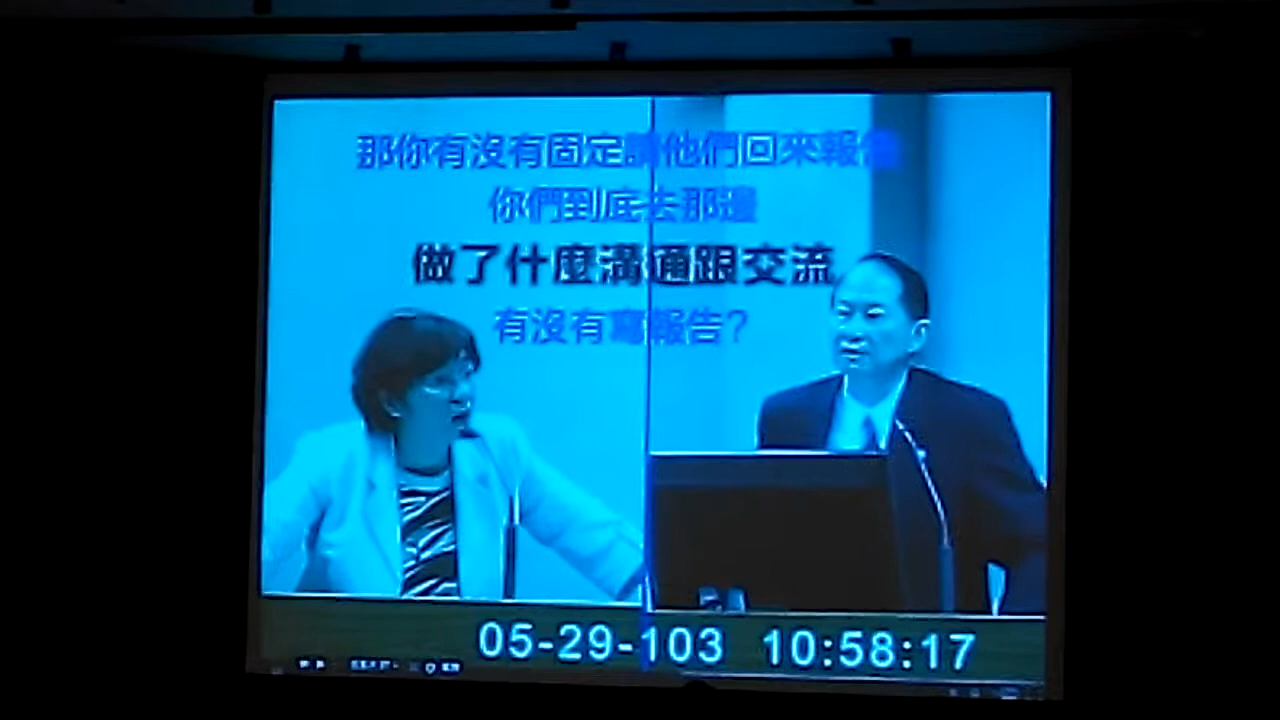 那你有沒有固定請他們回來報告
你們到底去那邊
做了什麼溝通跟交流
有沒有寫報告?
05-29-103 10:58:17